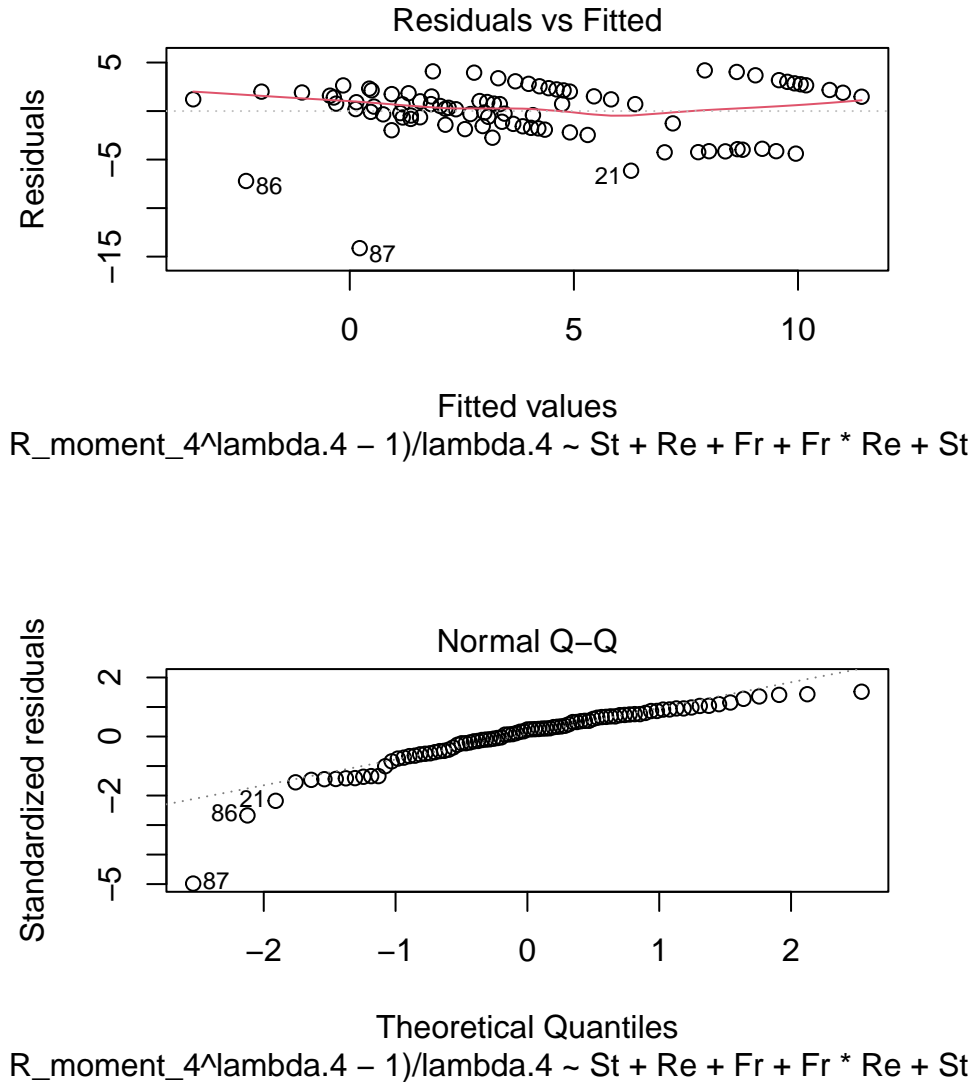 Residuals vs Fitted
Residuals
5
−5
−15
86
87
21
0
5
10
Fitted values
R_moment_4^lambda.4 − 1)/lambda.4 ~ St + Re + Fr + Fr * Re + St
Normal Q−Q
Standardized residuals
2
0
−2
−5
21
86
87
−2
−1
0
1
2
Theoretical Quantiles
R_moment_4^lambda.4 − 1)/lambda.4 ~ St + Re + Fr + Fr * Re + St